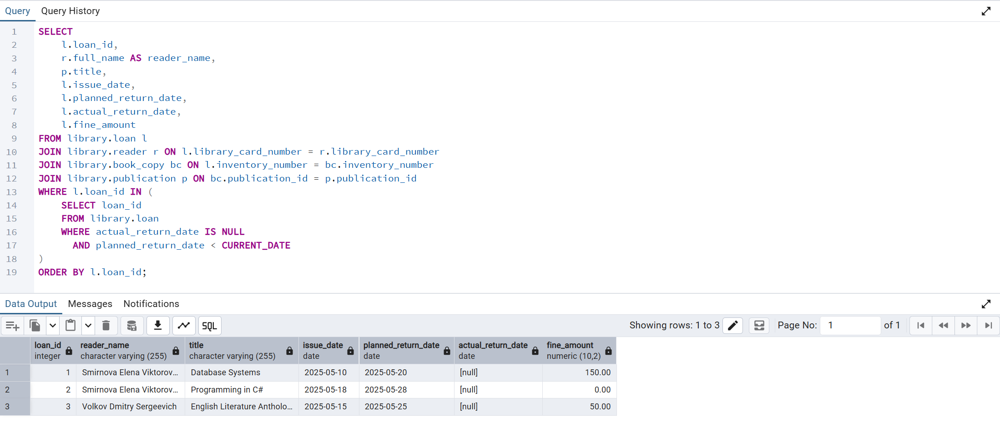 Query Query History
1 SELECT
2 l.loan_id,
3 r.full_name AS reader_name,
4 p.title,
5 l.issue_date,
6 l.planned_return_date,
7 l.actual_return_date,
8 l.fine_amount
9 FROM library.loan l
10 JOIN library.reader r ON l.library_card_number = r.library_card_number
11 JOIN library.book_copy bc ON l.inventory_number = bc.inventory_number
12 JOIN library.publication p ON bc.publication_id = p.publication_id
13 WHERE l.loan_id IN (
14 SELECT loan_id
15 FROM library.loan
16 WHERE actual_return_date IS NULL
17 AND planned_return_date < CURRENT_DATE
18 )
19 ORDER BY l.loan_id;
Data Output Messages Notifications
SQL Showing rows: 1 to 3 Page No: 1 of 1
loan_id reader_name title issue_date planned_return_date actual_return_date fine_amount
integer character varying (255) character varying (255) date date date numeric (10,2)
1 1 Smirnova Elena Viktorov... Database Systems 2025-05-10 2025-05-20 [null] 150.00
2 2 Smirnova Elena Viktorov... Programming in C# 2025-05-18 2025-05-28 [null] 0.00
3 3 Volkov Dmitry Sergeevich English Literature Antholo... 2025-05-15 2025-05-25 [null] 50.00